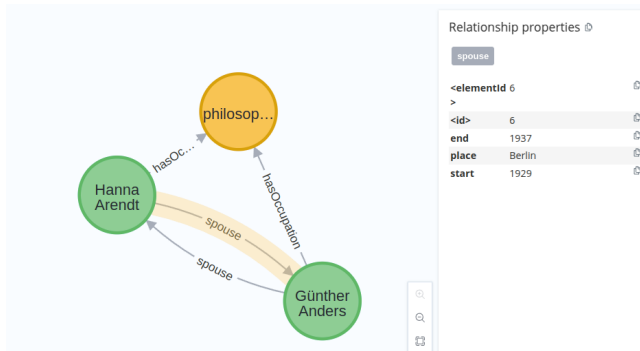 Relationship properties
spouse
<elementId> 6
<id> 6
end 1937
place Berlin
start 1929
philosop...
hasOc...
Hanna
Arendt
hasOccupation
spouse
spouse
Günther
Anders